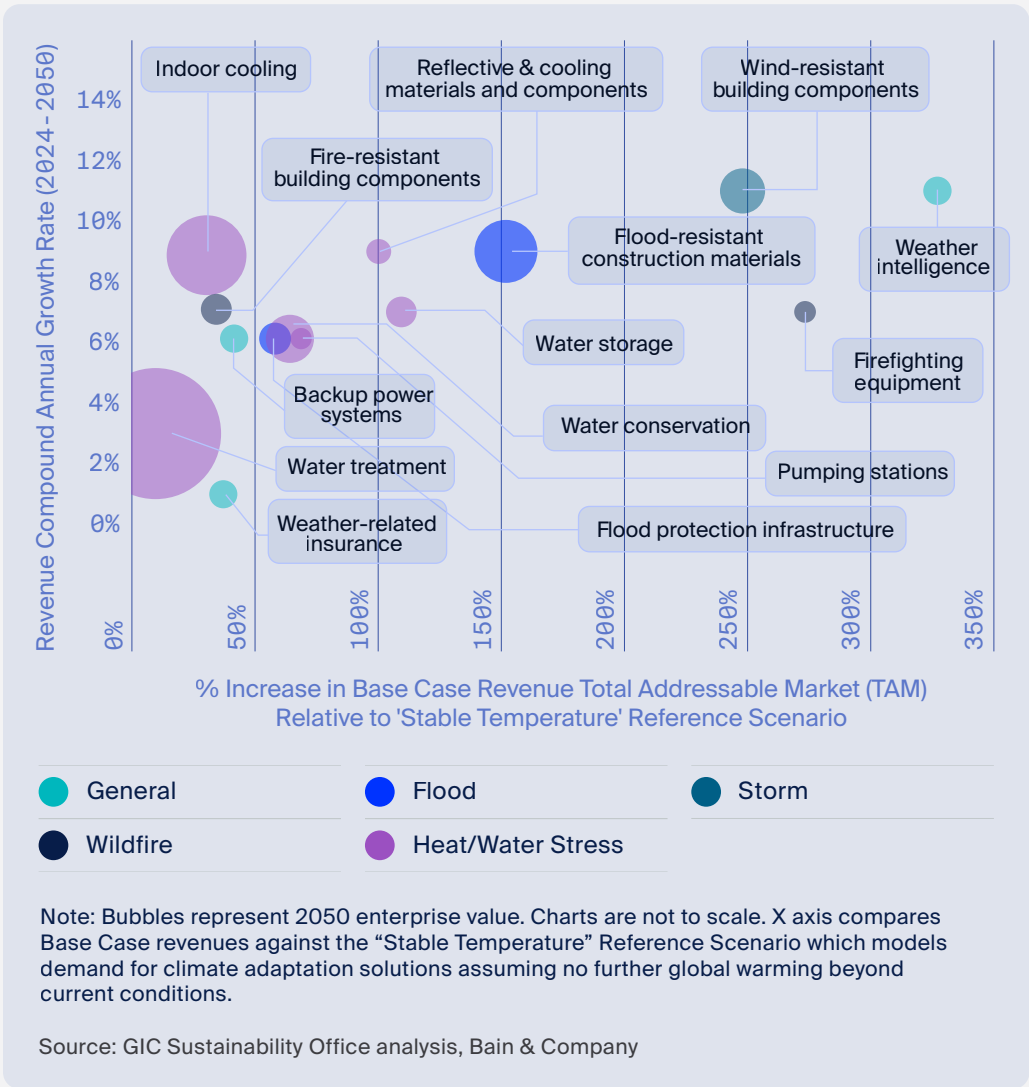 Revenue Compound Annual Growth Rate (2024-2050)
14%
12%
10%
8%
6%
4%
2%
0%
Indoor cooling
Reflective & cooling
materials and components
Wind-resistant
building components
Fire-resistant
building components
Flood-resistant
construction materials
Weather
intelligence
Water storage
Firefighting
equipment
Backup power
systems
Water conservation
Water treatment
Pumping stations
Weather-related
insurance
Flood protection infrastructure
0%
50%
100%
150%
200%
250%
300%
350%
% Increase in Base Case Revenue Total Addressable Market (TAM)
Relative to 'Stable Temperature' Reference Scenario
General
Flood
Storm
Wildfire
Heat/Water Stress
Note: Bubbles represent 2050 enterprise value. Charts are not to scale. X axis compares
Base Case revenues against the “Stable Temperature” Reference Scenario which models
demand for climate adaptation solutions assuming no further global warming beyond
current conditions.
Source: GIC Sustainability Office analysis, Bain & Company